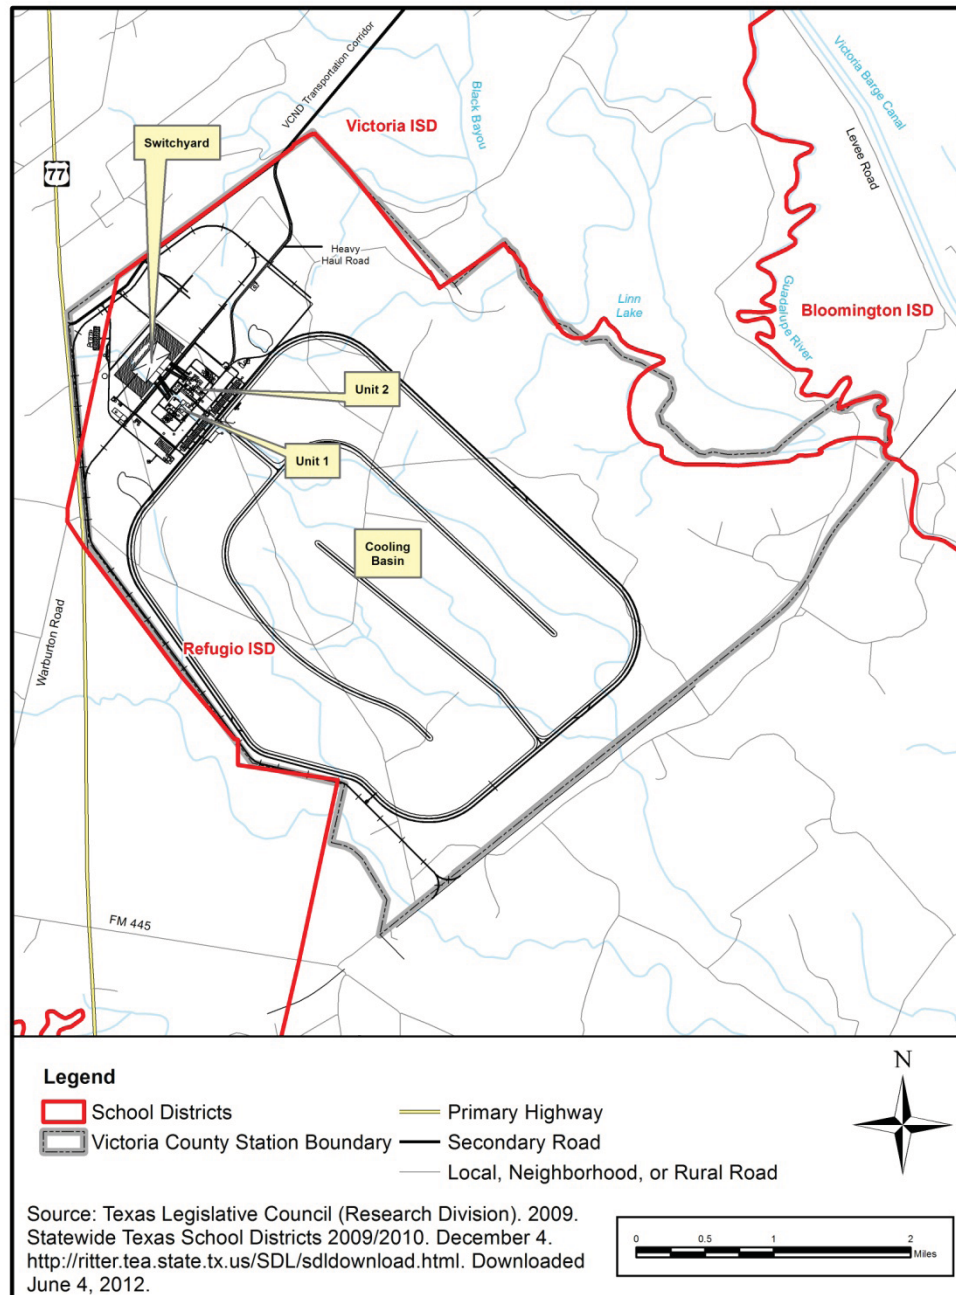 VCND Transportation Corridor
Victoria ISD
Black Bayou
Victoria Barge Canal
Levee Road
Switchyard
77
Heavy
Haul Road
Linn
Lake
Guadalupe River
Bloomington ISD
Unit 2
Unit 1
Cooling
Basin
Warburton Road
Refugio ISD
FM 445
Legend
School Districts
Victoria County Station Boundary
Primary Highway
Secondary Road
Local, Neighborhood, or Rural Road
N
Source: Texas Legislative Council (Research Division). 2009.
Statewide Texas School Districts 2009/2010. December 4.
http://ritter.tea.state.tx.us/SDL/sdldownload.html. Downloaded
June 4, 2012.
0 0.5 1 2
Miles